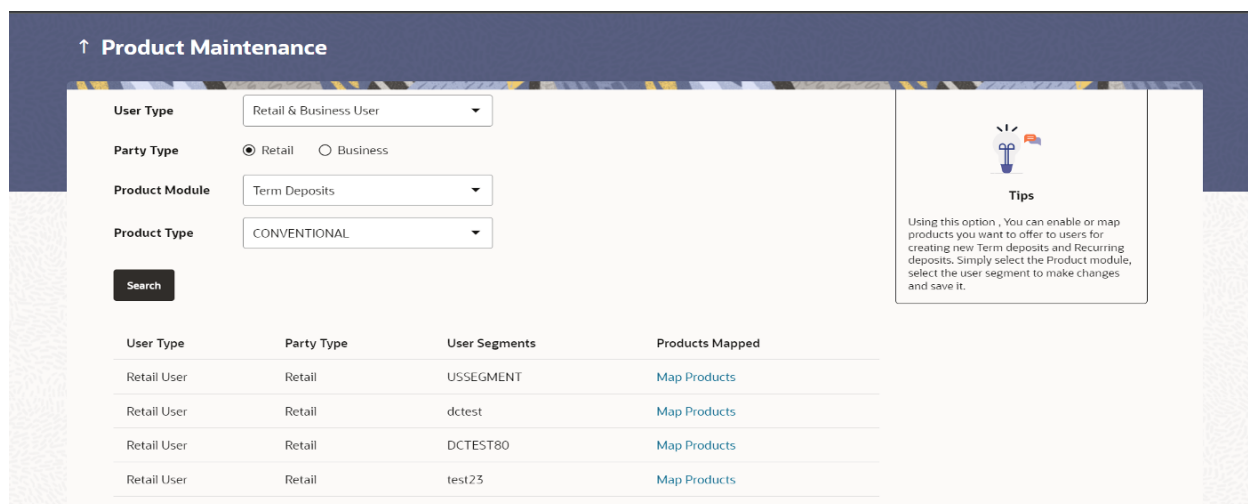 ↑ Product Maintenance
User Type Retail & Business User
Party Type Retail Business
Product Module Term Deposits
Product Type CONVENTIONAL
Search
Tips
Using this option , You can enable or map
products you want to offer to users for
creating new Term deposits and Recurring
deposits. Simply select the Product module,
select the user segment to make changes
and save it.
User Type Party Type User Segments Products Mapped
Retail User Retail USSEGMENT Map Products
Retail User Retail dctest Map Products
Retail User Retail DCTEST80 Map Products
Retail User Retail test23 Map Products